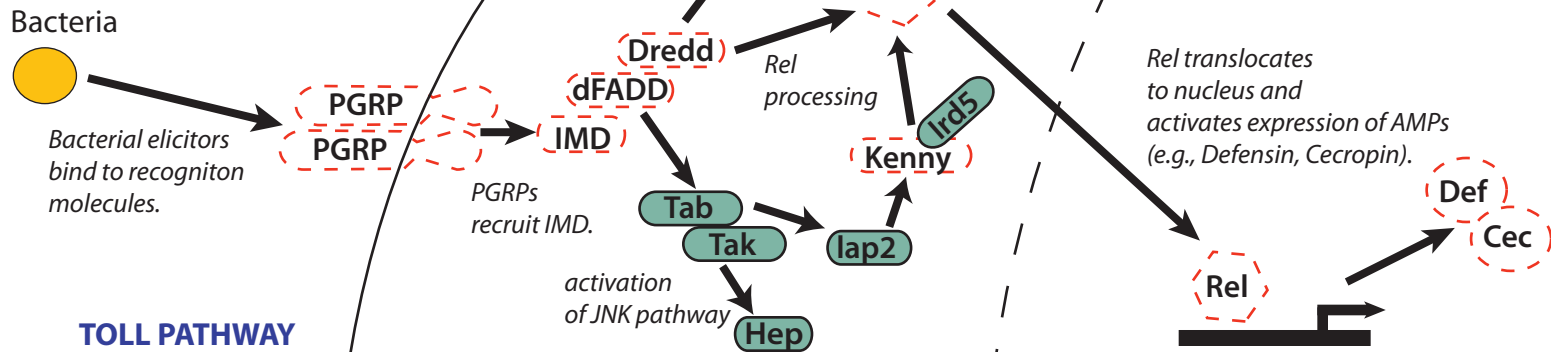 Bacteria
PGRP
PGRP
Bacterial elicitors
bind to recogniton
molecules.
TOLL PATHWAY
Dredd
dFADD
IMD
PGRPs
recruit IMD.
Tab
Tak
activation
of JNK pathway
Hep
Rel
processing
Ird5
Kenny
Iap2
Rel translocates
to nucleus and
activates expression of AMPs
(e.g., Defensin, Cecropin).
Def
Cec
Rel